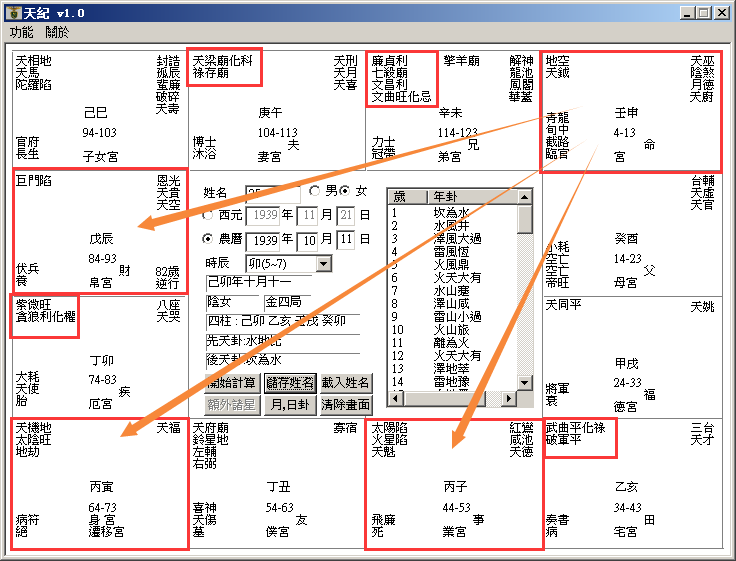 天紀 v1.0
功能 關於
天相地
天馬
陀羅陷
封誥
孤辰
蜚廉
破碎
天壽
己巳
94-103
官府
長生
子女宮
天梁廟化科
祿存廟
天刑
天月
天喜
庚午
104-113
夫
博士
沐浴
妻宮
廉貞利
七殺廟
文昌利
文曲旺化忌
擎羊廟
解神
龍池
鳳閣
華蓋
辛未
114-123
兄
力士
冠帶
弟宮
地空
天鉞
天巫
陰煞
月德
天廚
壬申
4-13
命
青龍
旬中
截路
臨官
宮
巨門陷
恩光
天貴
天空
戊辰
84-93
財
伏兵
養
帛宮
82歲
逆行
姓名
男
女
西元 1939 年 11 月 21 日
農曆 1939 年 10 月 11 日
時辰 卯(5~7)
己卯年十月十一
陰女
金四局
四柱 : 己卯 乙亥 壬戌 癸卯
先天卦:水地比
後天卦:坎為水
開始計算
儲存姓名
載入姓名
額外諸星
月,日卦
清除畫面
歲 年卦
1 坎為水
2 水風井
3 澤風大過
4 雷風恆
5 火風鼎
6 火天大有
7 水山蹇
8 澤山咸
9 雷山小過
10 火山旅
11 離為火
12 火天大有
13 澤地萃
14 雷地豫
台輔
天虛
天官
癸酉
14-23
父
小耗
空亡
空亡
帝旺
母宮
紫微旺
貪狼利化權
八座
天哭
丁卯
74-83
疾
大耗
天使
胎
厄宮
天同平
天姚
甲戌
24-33
福
將軍
衰
德宮
天機地
太陰旺
地劫
天福
丙寅
64-73
病符
絕
身宮
遷移宮
天府廟
鈴星地
左輔
右弼
寡宿
丁丑
54-63
友
喜神
天傷
墓
僕宮
太陽陷
火星陷
天魁
紅鸞
咸池
天德
丙子
44-53
事
飛廉
死
業宮
武曲平化祿
破軍平
三台
天才
乙亥
34-43
田
奏書
病
宅宮